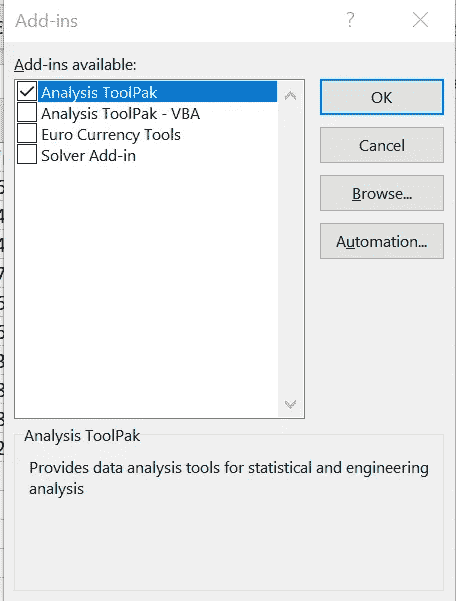 Add-ins ?
Add-ins available:
Analysis ToolPak
Analysis ToolPak - VBA
Euro Currency Tools
Solver Add-in
OK
Cancel
Browse...
Automation...
Analysis ToolPak
Provides data analysis tools for statistical and engineering
analysis